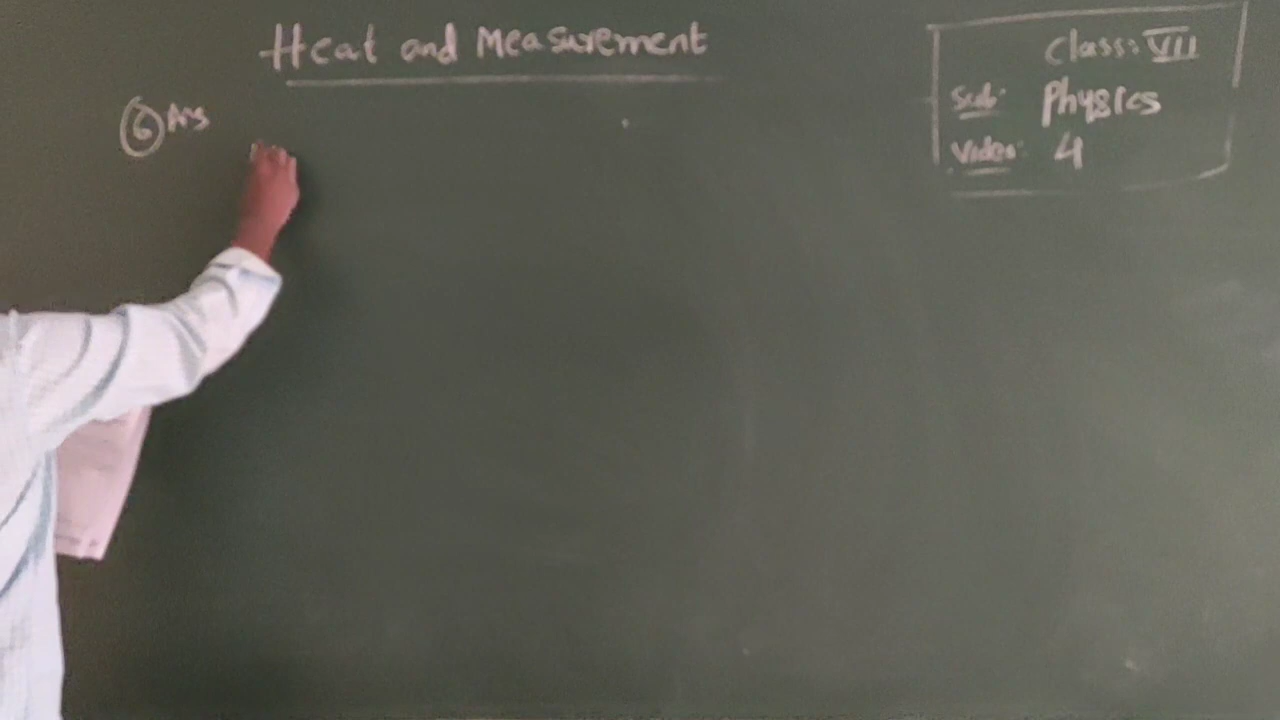 Heat and Measurement
Class: VII
Sub: Physics
Video: 4
6 Ans